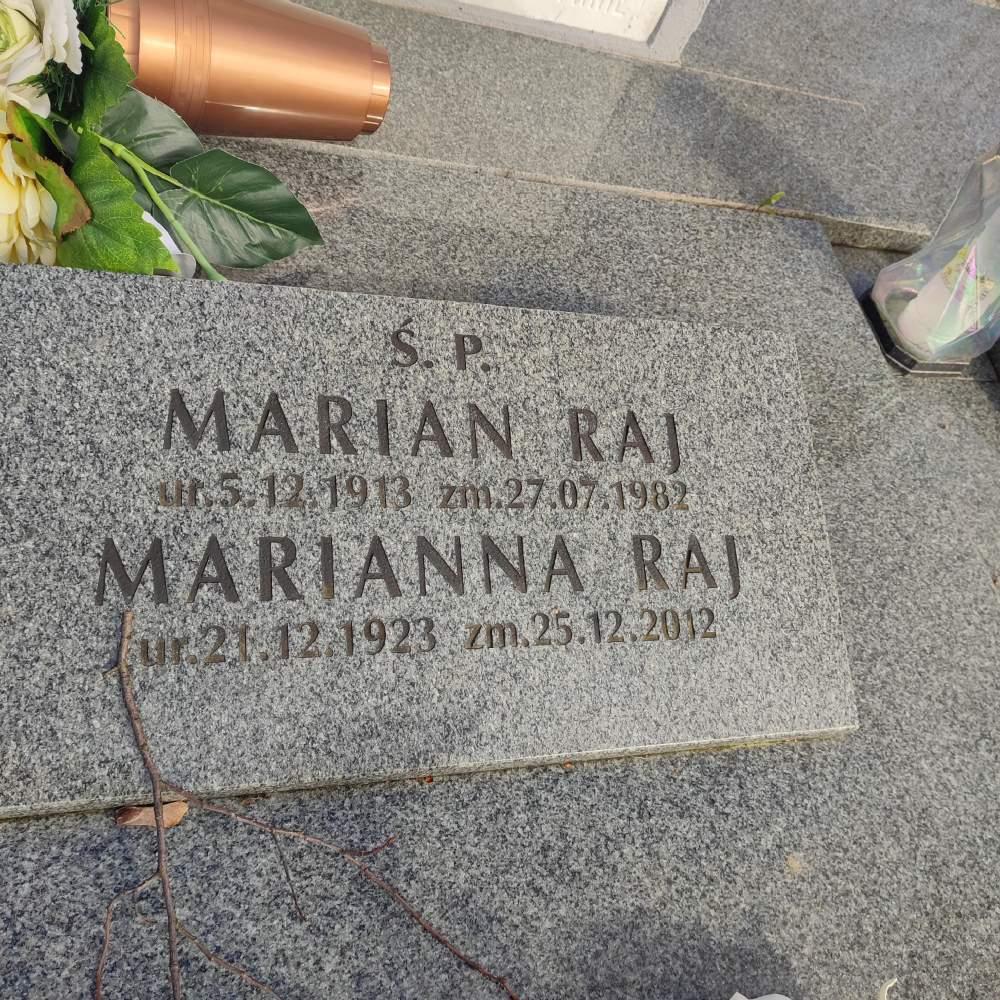 Ś. P.
MARIAN RAJ
ur.5.12.1913 zm.27.07.1982
MARIANNA RAJ
ur.21.12.1923 zm.25.12.2012